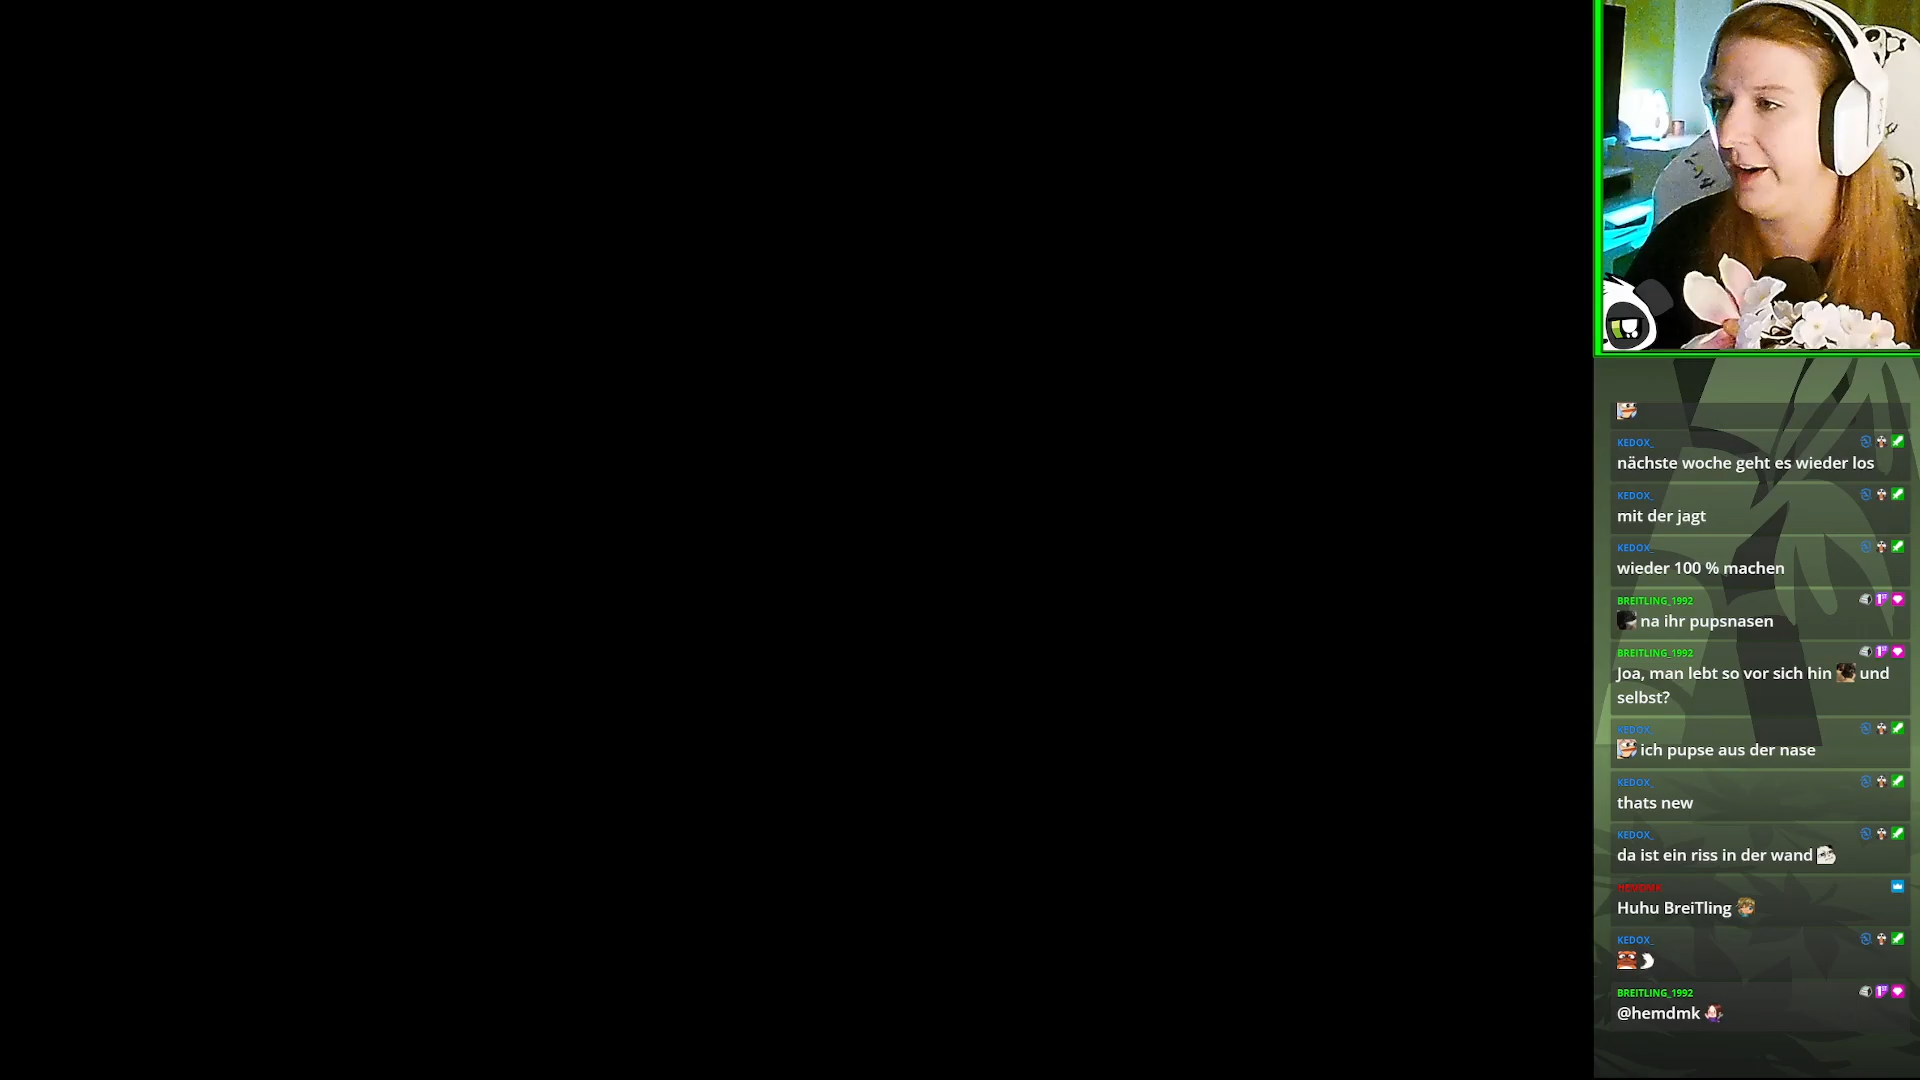 KEDOX_
nächste woche geht es wieder los
KEDOX_
mit der jagt
KEDOX_
wieder 100 % machen
BREITLING_1992
na ihr pupsnasen
BREITLING_1992
Joa, man lebt so vor sich hin und
selbst?
KEDOX_
ich pupse aus der nase
KEDOX_
thats new
KEDOX_
da ist ein riss in der wand
HEMDMK
Huhu BreiTling
KEDOX_
BREITLING_1992
@hemdmk